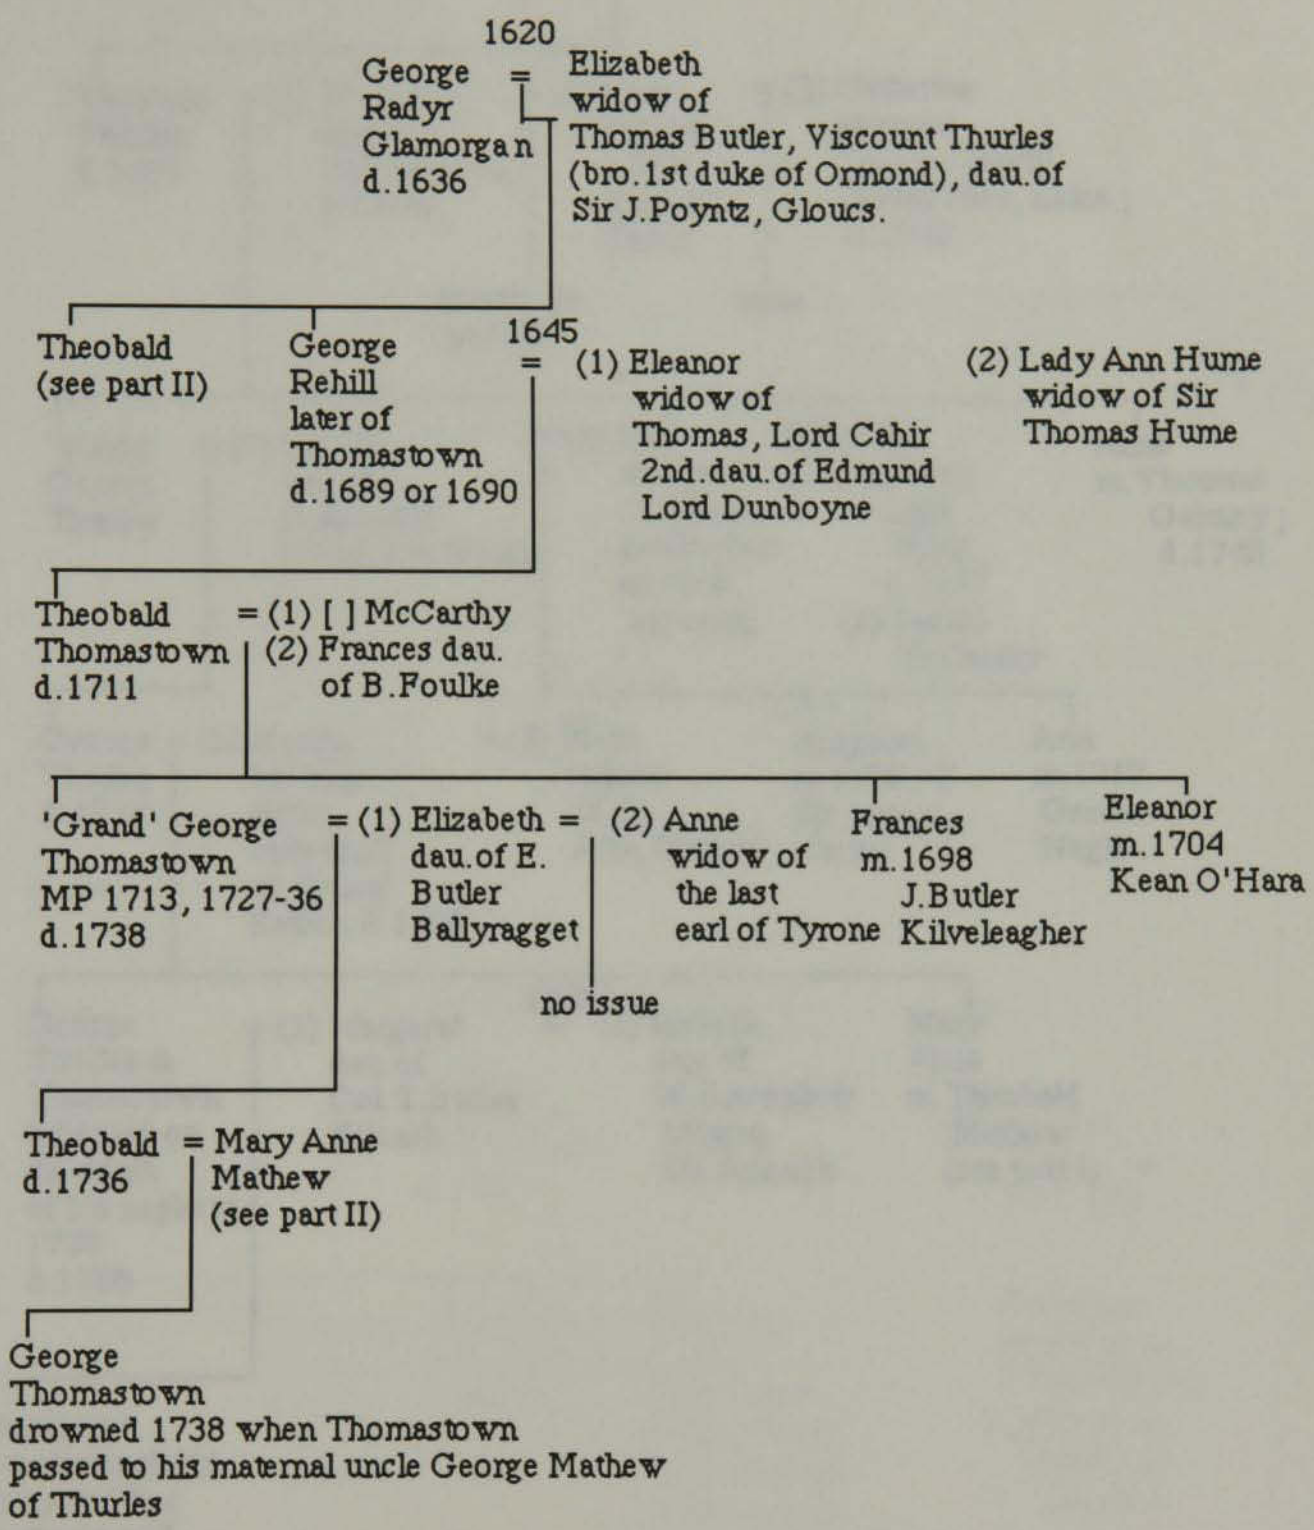 1620
George =
Radyr
Glamorgan
d.1636
Elizabeth
widow of
Thomas Butler, Viscount Thurles
(bro.1st duke of Ormond), dau.of
Sir J.Poyntz, Gloucs.
Theobald
(see part II)
George
Rehill
later of
Thomastown
d.1689 or 1690
1645
=
(1) Eleanor
widow of
Thomas, Lord Cahir
2nd.dau.of Edmund
Lord Dunboyne
(2) Lady Ann Hume
widow of Sir
Thomas Hume
Theobald
Thomastown
d.1711
= (1) [ ] McCarthy
(2) Frances dau.
of B.Foulke
'Grand' George
Thomastown
MP 1713, 1727-36
d.1738
= (1) Elizabeth =
dau.of E.
Butler
Ballyragget
(2) Anne
widow of
the last
earl of Tyrone
no issue
Frances
m.1698
J.Butler
Kilveleagher
Eleanor
m.1704
Kean O'Hara
Theobald
d.1736
= Mary Anne
Mathew
(see part II)
George
Thomastown
drowned 1738 when Thomastown
passed to his maternal uncle George Mathew
of Thurles